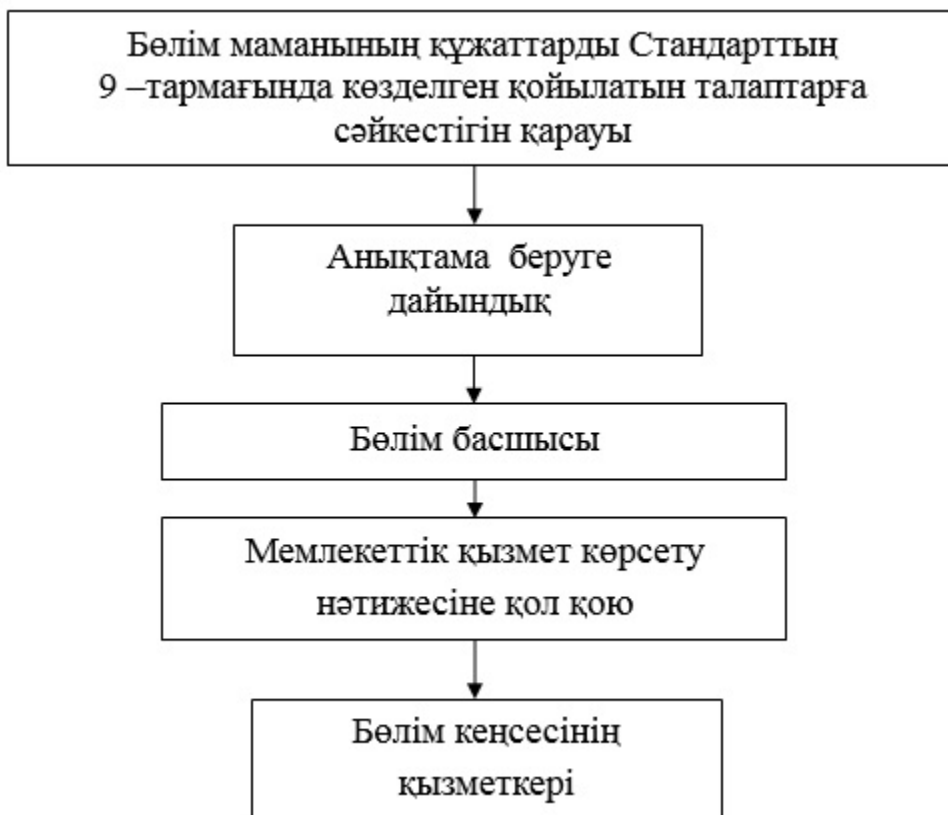 Бөлім маманының құжаттарды Стандарттың
9 –тармағында көзделген қойылатын талаптарға
сәйкестігін қарауы
Анықтама беруге
дайындық
Бөлім басшысы
Мемлекеттік қызмет көрсету
нәтижесіне қол қою
Бөлім кеңсесінің
қызметкері